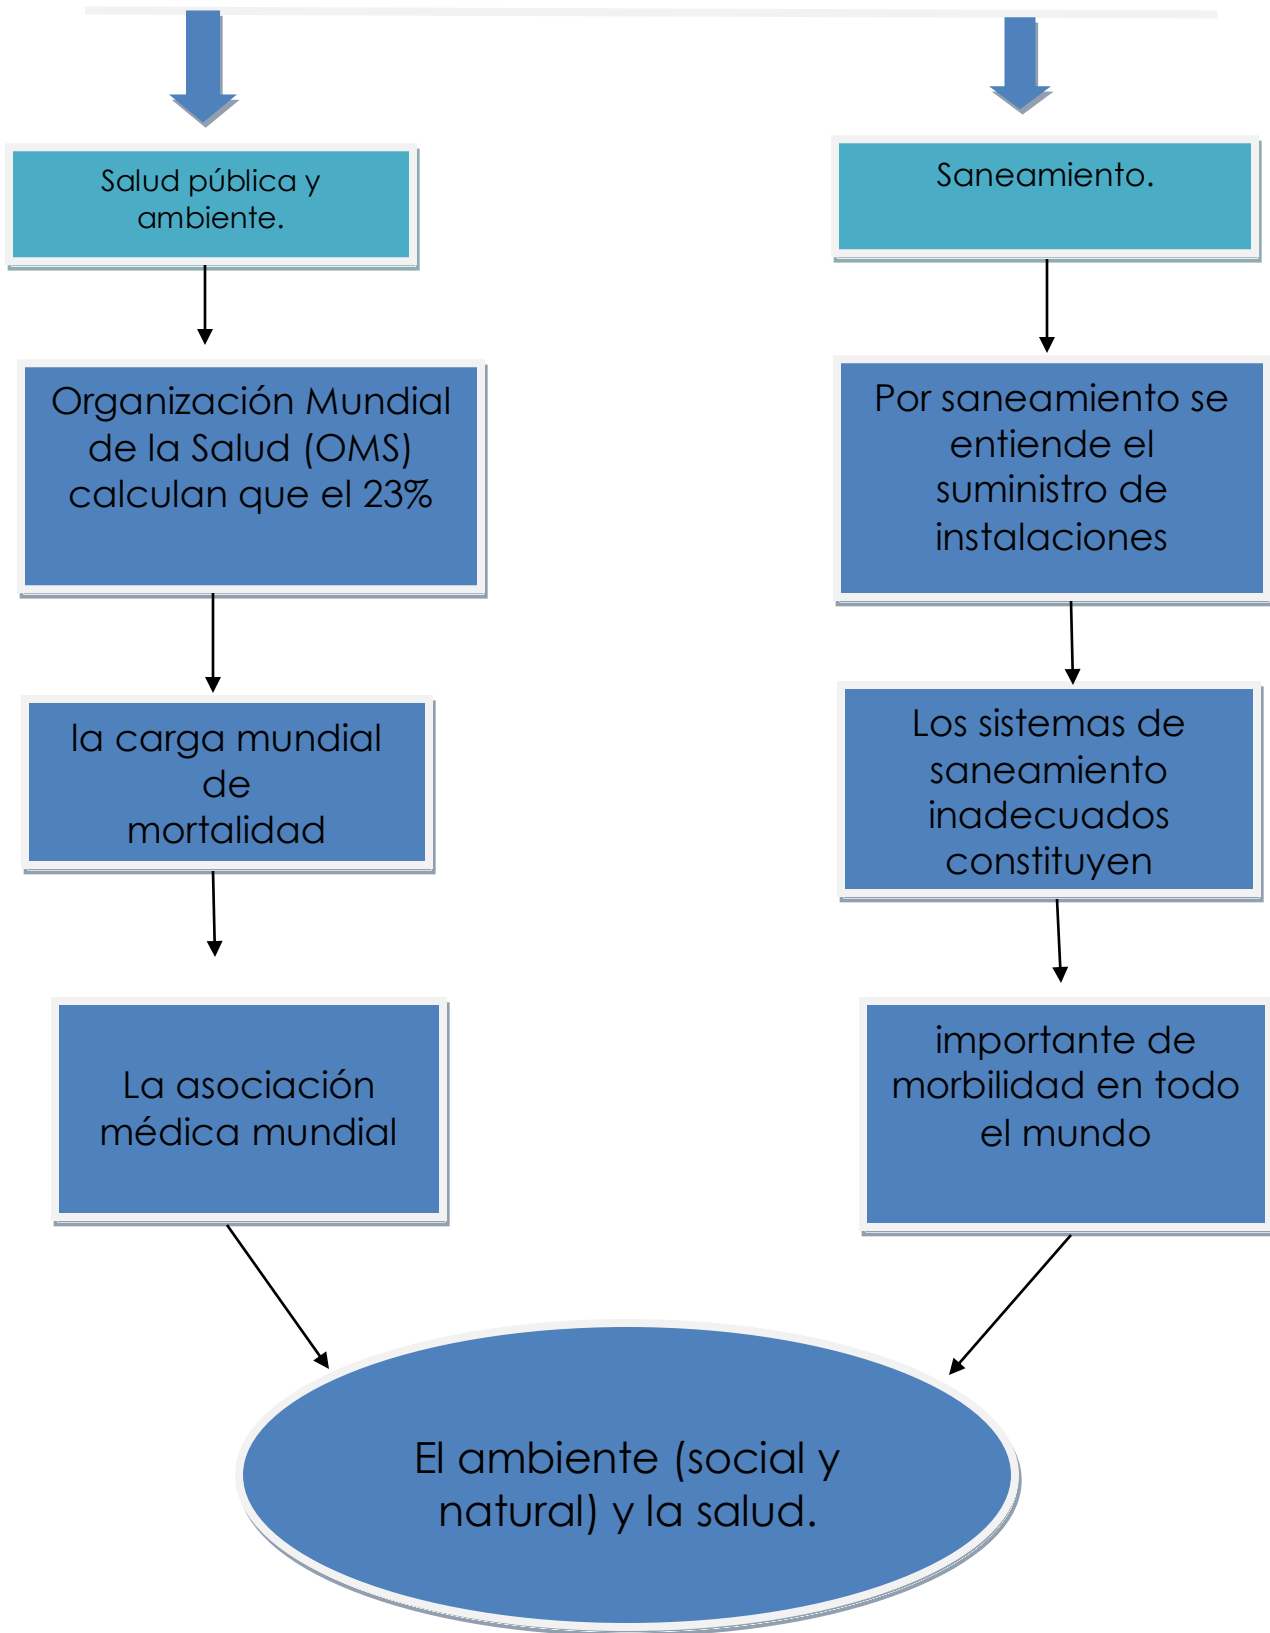 Salud pública y
ambiente.
Saneamiento.
Organización Mundial
de la Salud (OMS)
calculan que el 23%
Por saneamiento se
entiende el
suministro de
instalaciones
la carga mundial
de
mortalidad
Los sistemas de
saneamiento
inadecuados
constituyen
La asociación
médica mundial
importante de
morbilidad en todo
el mundo
El ambiente (social y
natural) y la salud.